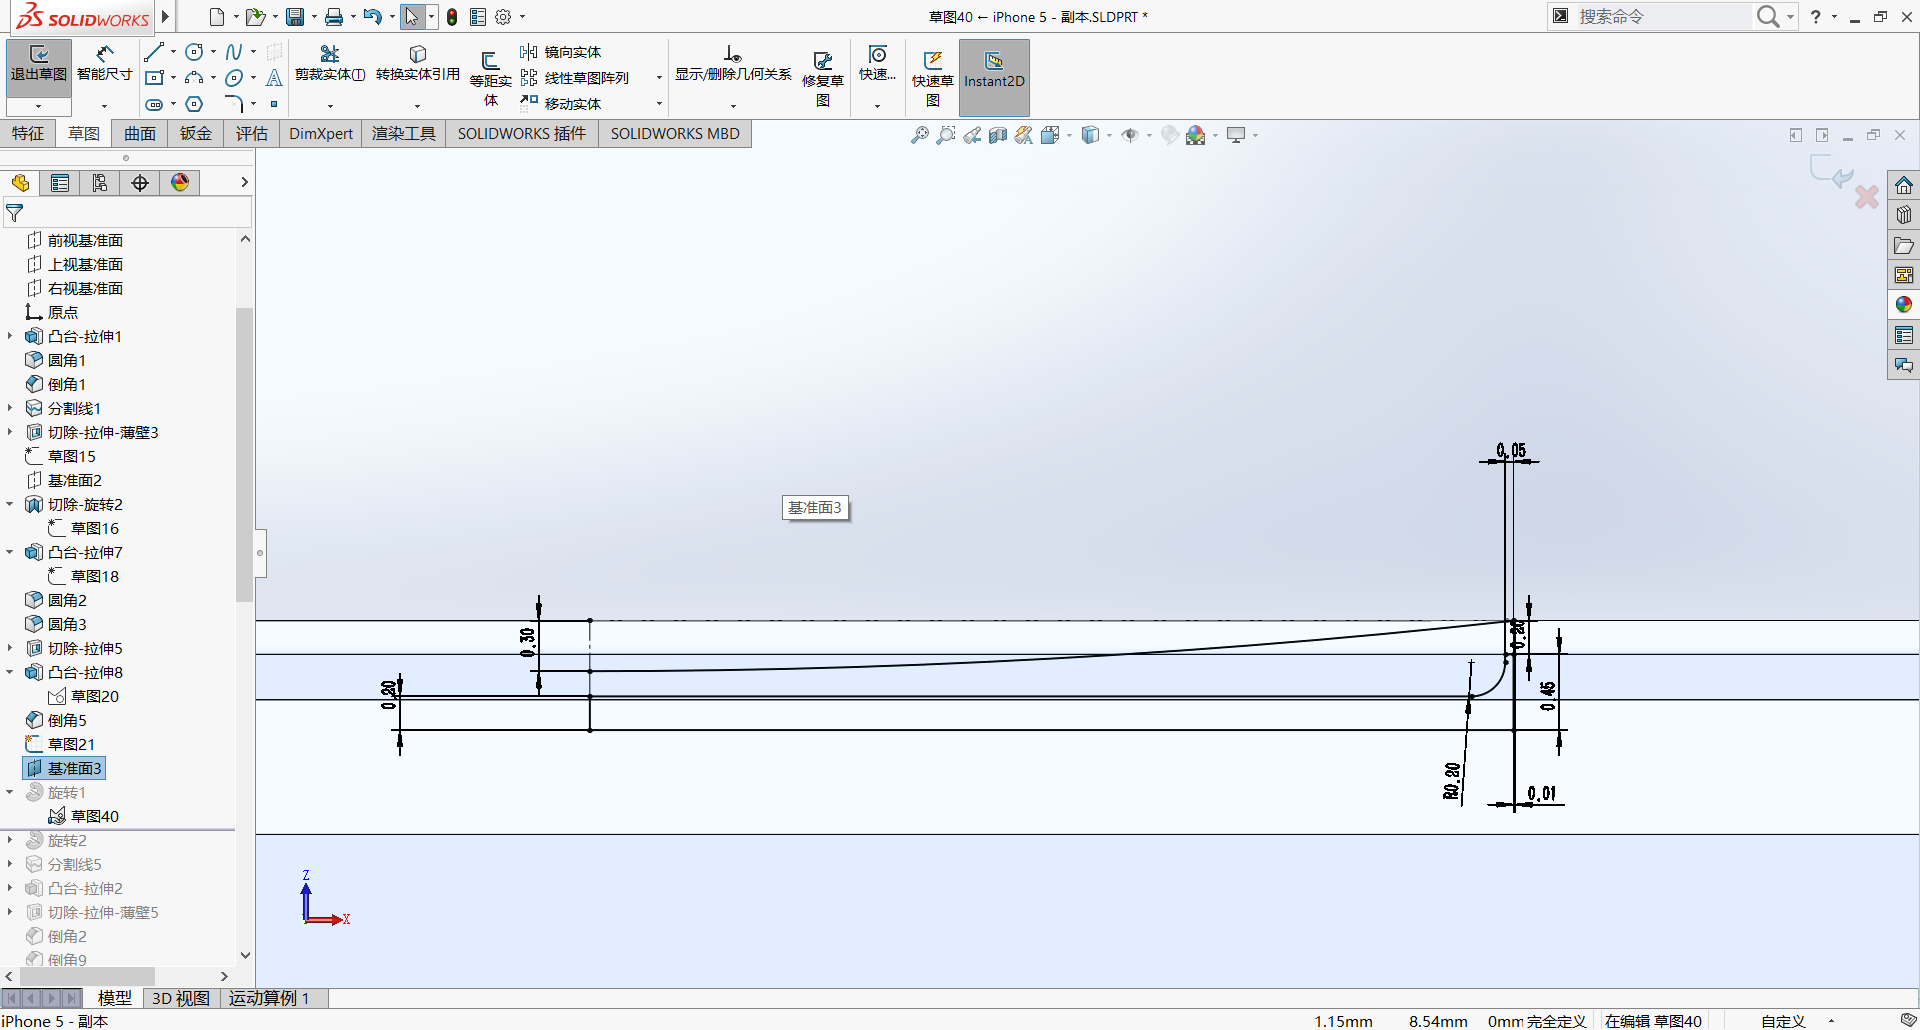 SOLIDWORKS
草图40 ← iPhone 5 - 副本.SLDPRT *
搜索命令
?
退出草图
智能尺寸
剪裁实体(T)
转换实体引用
等距实体
镜向实体
线性草图阵列
移动实体
显示/删除几何关系
修复草图
快速...
快速草图
Instant2D
特征
草图
曲面
钣金
评估
DimXpert
渲染工具
SOLIDWORKS 插件
SOLIDWORKS MBD
前视基准面
上视基准面
右视基准面
原点
凸台-拉伸1
圆角1
倒角1
分割线1
切除-拉伸-薄壁3
草图15
基准面2
切除-旋转2
草图16
凸台-拉伸7
草图18
圆角2
圆角3
切除-拉伸5
凸台-拉伸8
草图20
倒角5
草图21
基准面3
旋转1
草图40
旋转2
分割线5
凸台-拉伸2
切除-拉伸-薄壁5
倒角2
倒角9
基准面3
0.05
0.30
0.20
0.20
0.45
R0.20
0.01
Z
X
模型
3D 视图
运动算例 1
iPhone 5 - 副本
1.15mm
8.54mm
0mm
完全定义
在编辑 草图40
自定义